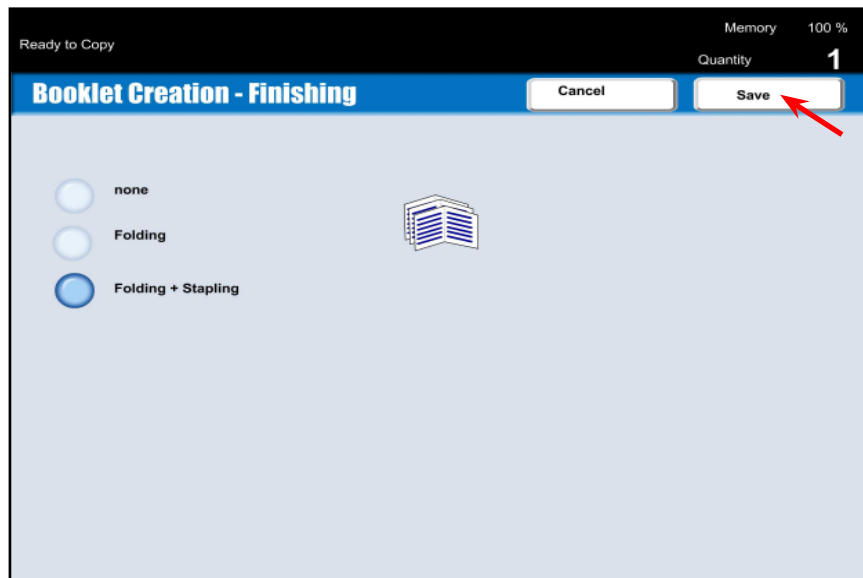 Memory 100 %
Ready to Copy
Quantity 1
Booklet Creation - Finishing
Cancel
Save
none
Folding
Folding + Stapling